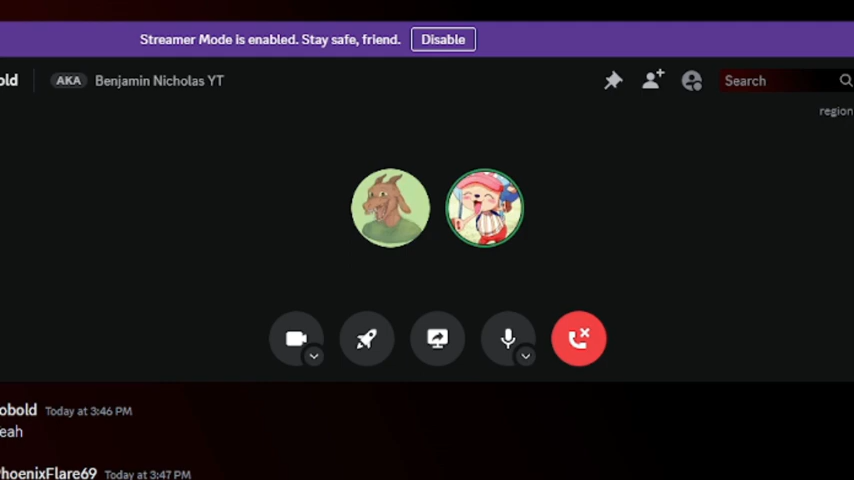 Streamer Mode is enabled. Stay safe, friend. Disable
bold AKA Benjamin Nicholas YT Search
region
obold Today at 3:46 PM
eah
hoenixFlare69 Today at 3:47 PM